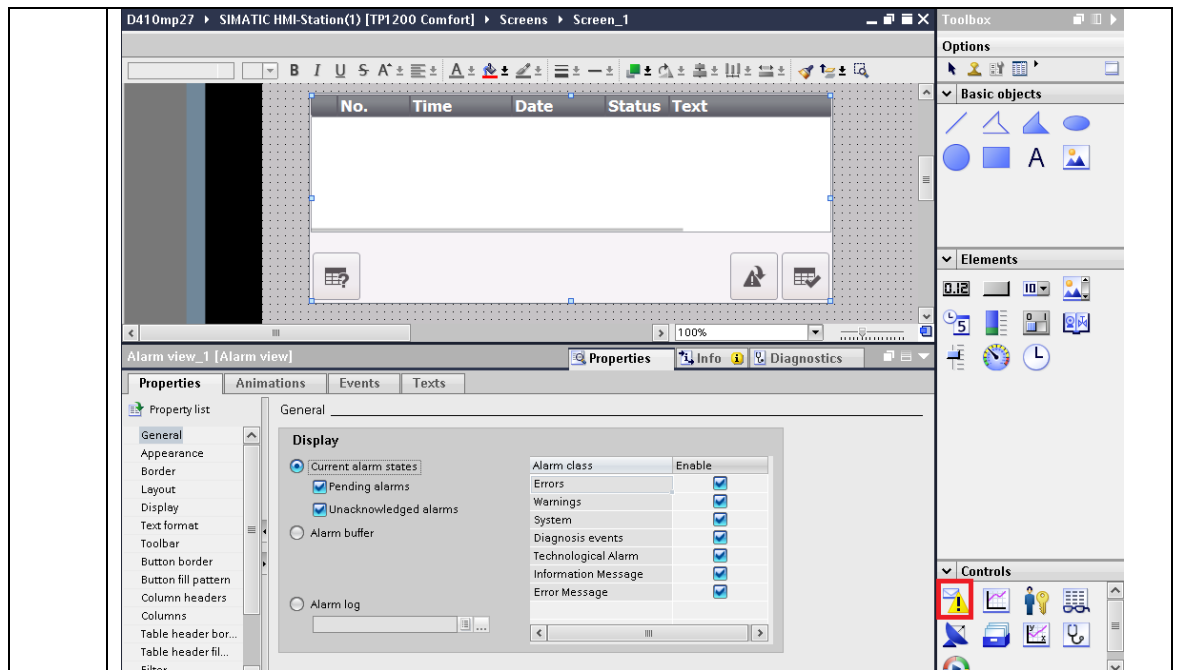 D410mp27 ▸ SIMATIC HMI-Station(1) [TP1200 Comfort] ▸ Screens ▸ Screen_1
Toolbox
Options
B I U S A
Basic objects
A
No. Time Date Status Text
Elements
0.12
10
5
0 1
100%
Alarm view_1 [Alarm view]
Properties
Info
Diagnostics
Properties
Animations
Events
Texts
Property list
General
General
Appearance
Border
Layout
Display
Text format
Toolbar
Button border
Button fill pattern
Column headers
Columns
Table header bor...
Table header fil...
Filter
Display
Current alarm states
Pending alarms
Unacknowledged alarms
Alarm buffer
Alarm log
...
Alarm class Enable
Errors
Warnings
System
Diagnosis events
Technological Alarm
Information Message
Error Message
Controls